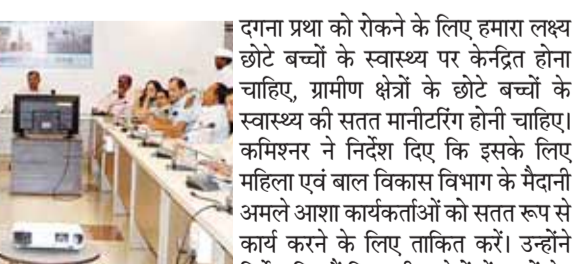 दगना प्रथा को रोकने के लिए हमारा लक्ष्य
छोटे बच्चों के स्वास्थ्य पर केन्द्रित होना
चाहिए, ग्रामीण क्षेत्रों के छोटे बच्चों के
स्वास्थ्य की सतत मानीटरिंग होनी चाहिए।
कमिश्नर ने निर्देश दिए कि इसके लिए
महिला एवं बाल विकास विभाग के मैदानी
अमले आशा कार्यकर्ताओं को सतत रूप से
कार्य करने के लिए ताकित करें। उन्होंने